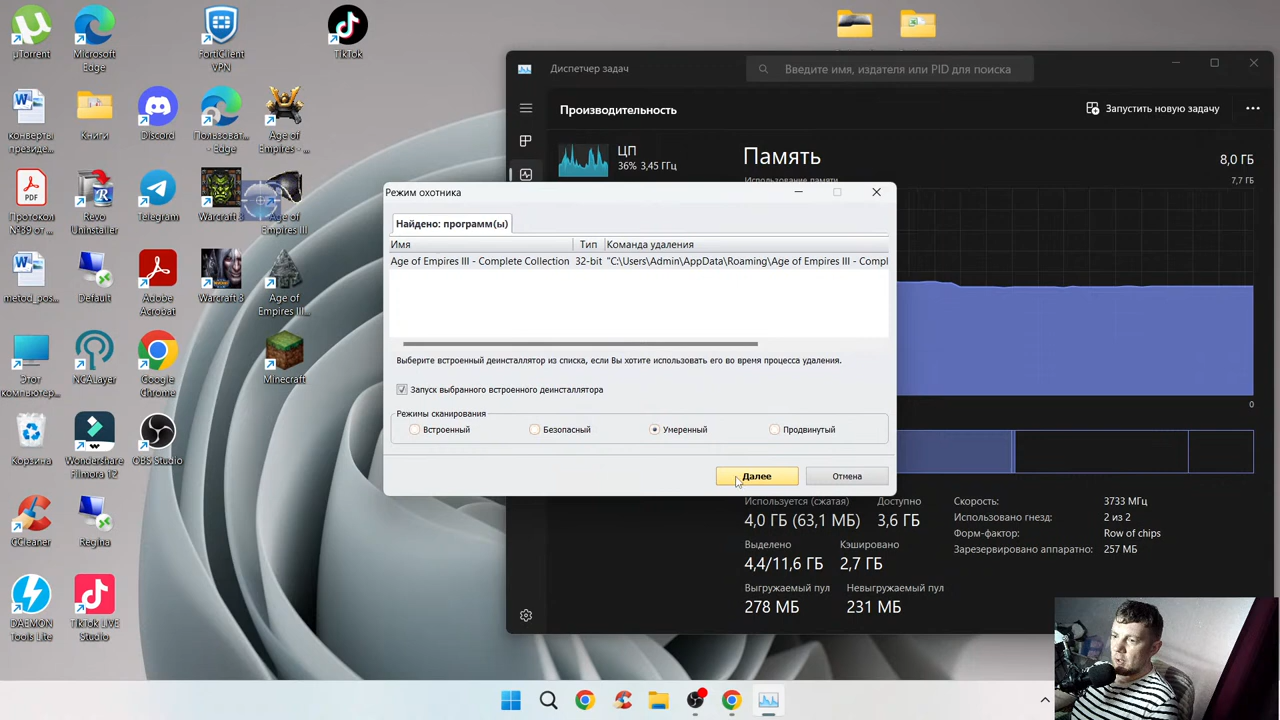 µTorrent
Microsoft
Edge
FortiClient
VPN
TikTok
конверты
президе...
Книги
Discord
Пользоват...
- Edge
Age of
Empires - ...
Протокол
№39 от ...
Revo
Uninstaller
Telegram
Warcraft 3
Age of
Empires III
metod_pos...
Default
Adobe
Acrobat
Warcraft 3
Age of
Empires III...
Этот
компьютер...
NCALayer
Google
Chrome
Minecraft
Корзина
Wondershare
Filmora 12
OBS Studio
CCleaner
Regina
DAEMON
Tools Lite
TikTok LIVE
Studio
Диспетчер задач
Введите имя, издателя или PID для поиска
Производительность
Запустить новую задачу
ЦП
36% 3,45 ГГц
Память
8,0 ГБ
Использование памяти
7,7 ГБ
0
Режим охотника
Найдено: программ(ы)
Имя Тип Команда удаления
Age of Empires III - Complete Collection 32-bit "C:\Users\Admin\AppData\Roaming\Age of Empires III - Compl
Выберите встроенный деинсталлятор из списка, если Вы хотите использовать его во время процесса удаления.
Запуск выбранного встроенного деинсталлятора
Режимы сканирования
Встроенный Безопасный Умеренный Продвинутый
Далее Отмена
Используется (сжатая) Доступно
4,0 ГБ (63,1 МБ) 3,6 ГБ
Выделено Кэшировано
4,4/11,6 ГБ 2,7 ГБ
Выгружаемый пул Невыгружаемый пул
278 МБ 231 МБ
Скорость: 3733 МГц
Использовано гнезд: 2 из 2
Форм-фактор: Row of chips
Зарезервировано аппаратно: 257 МБ